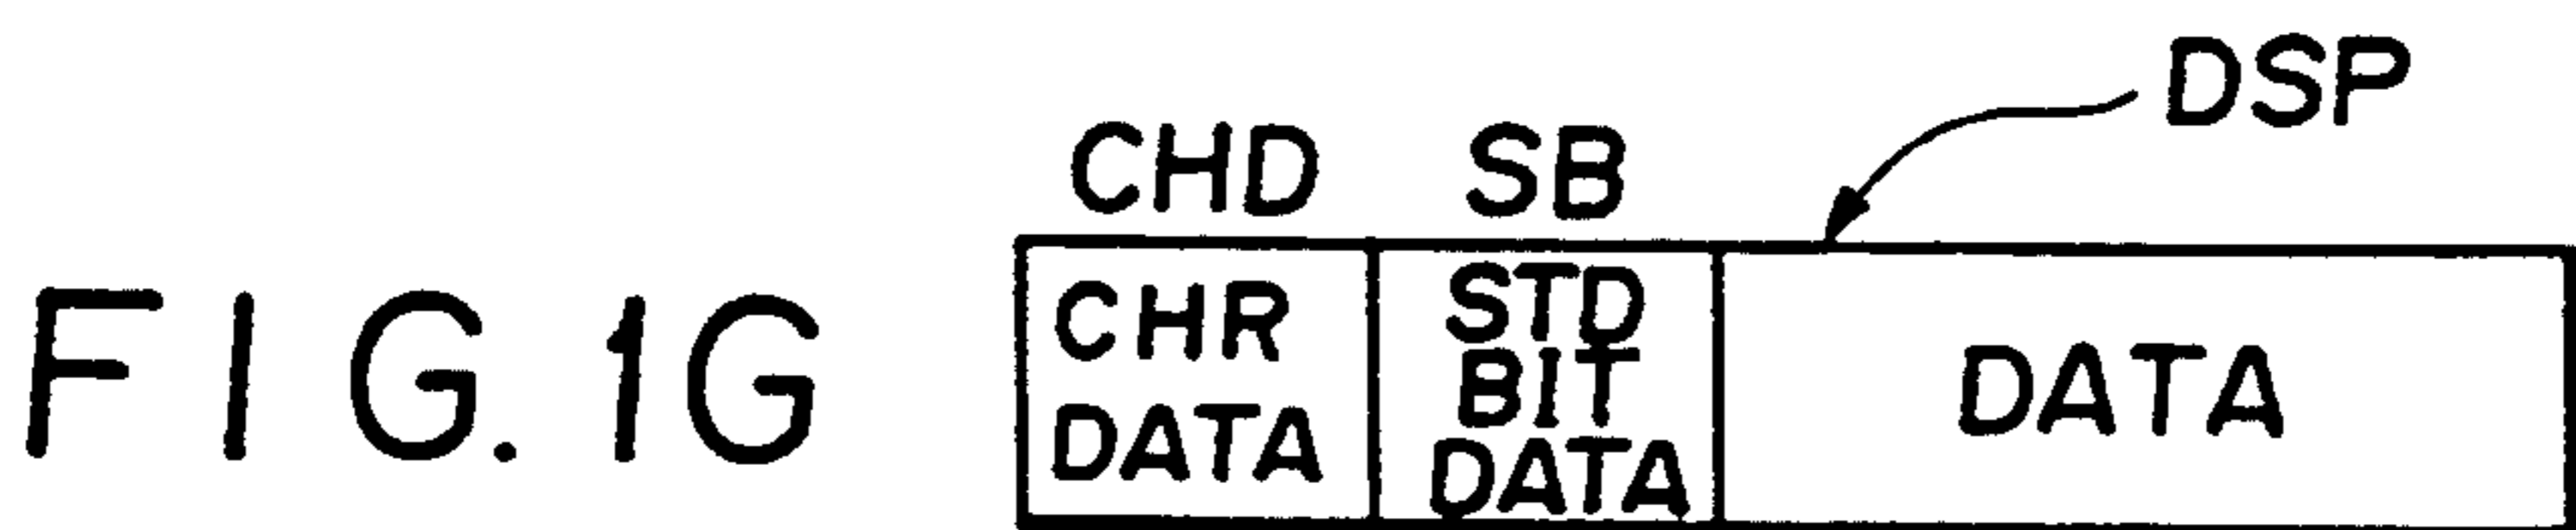 DSP
CHD SB
FIG. 1G
CHR
DATA
STD
BIT
DATA
DATA